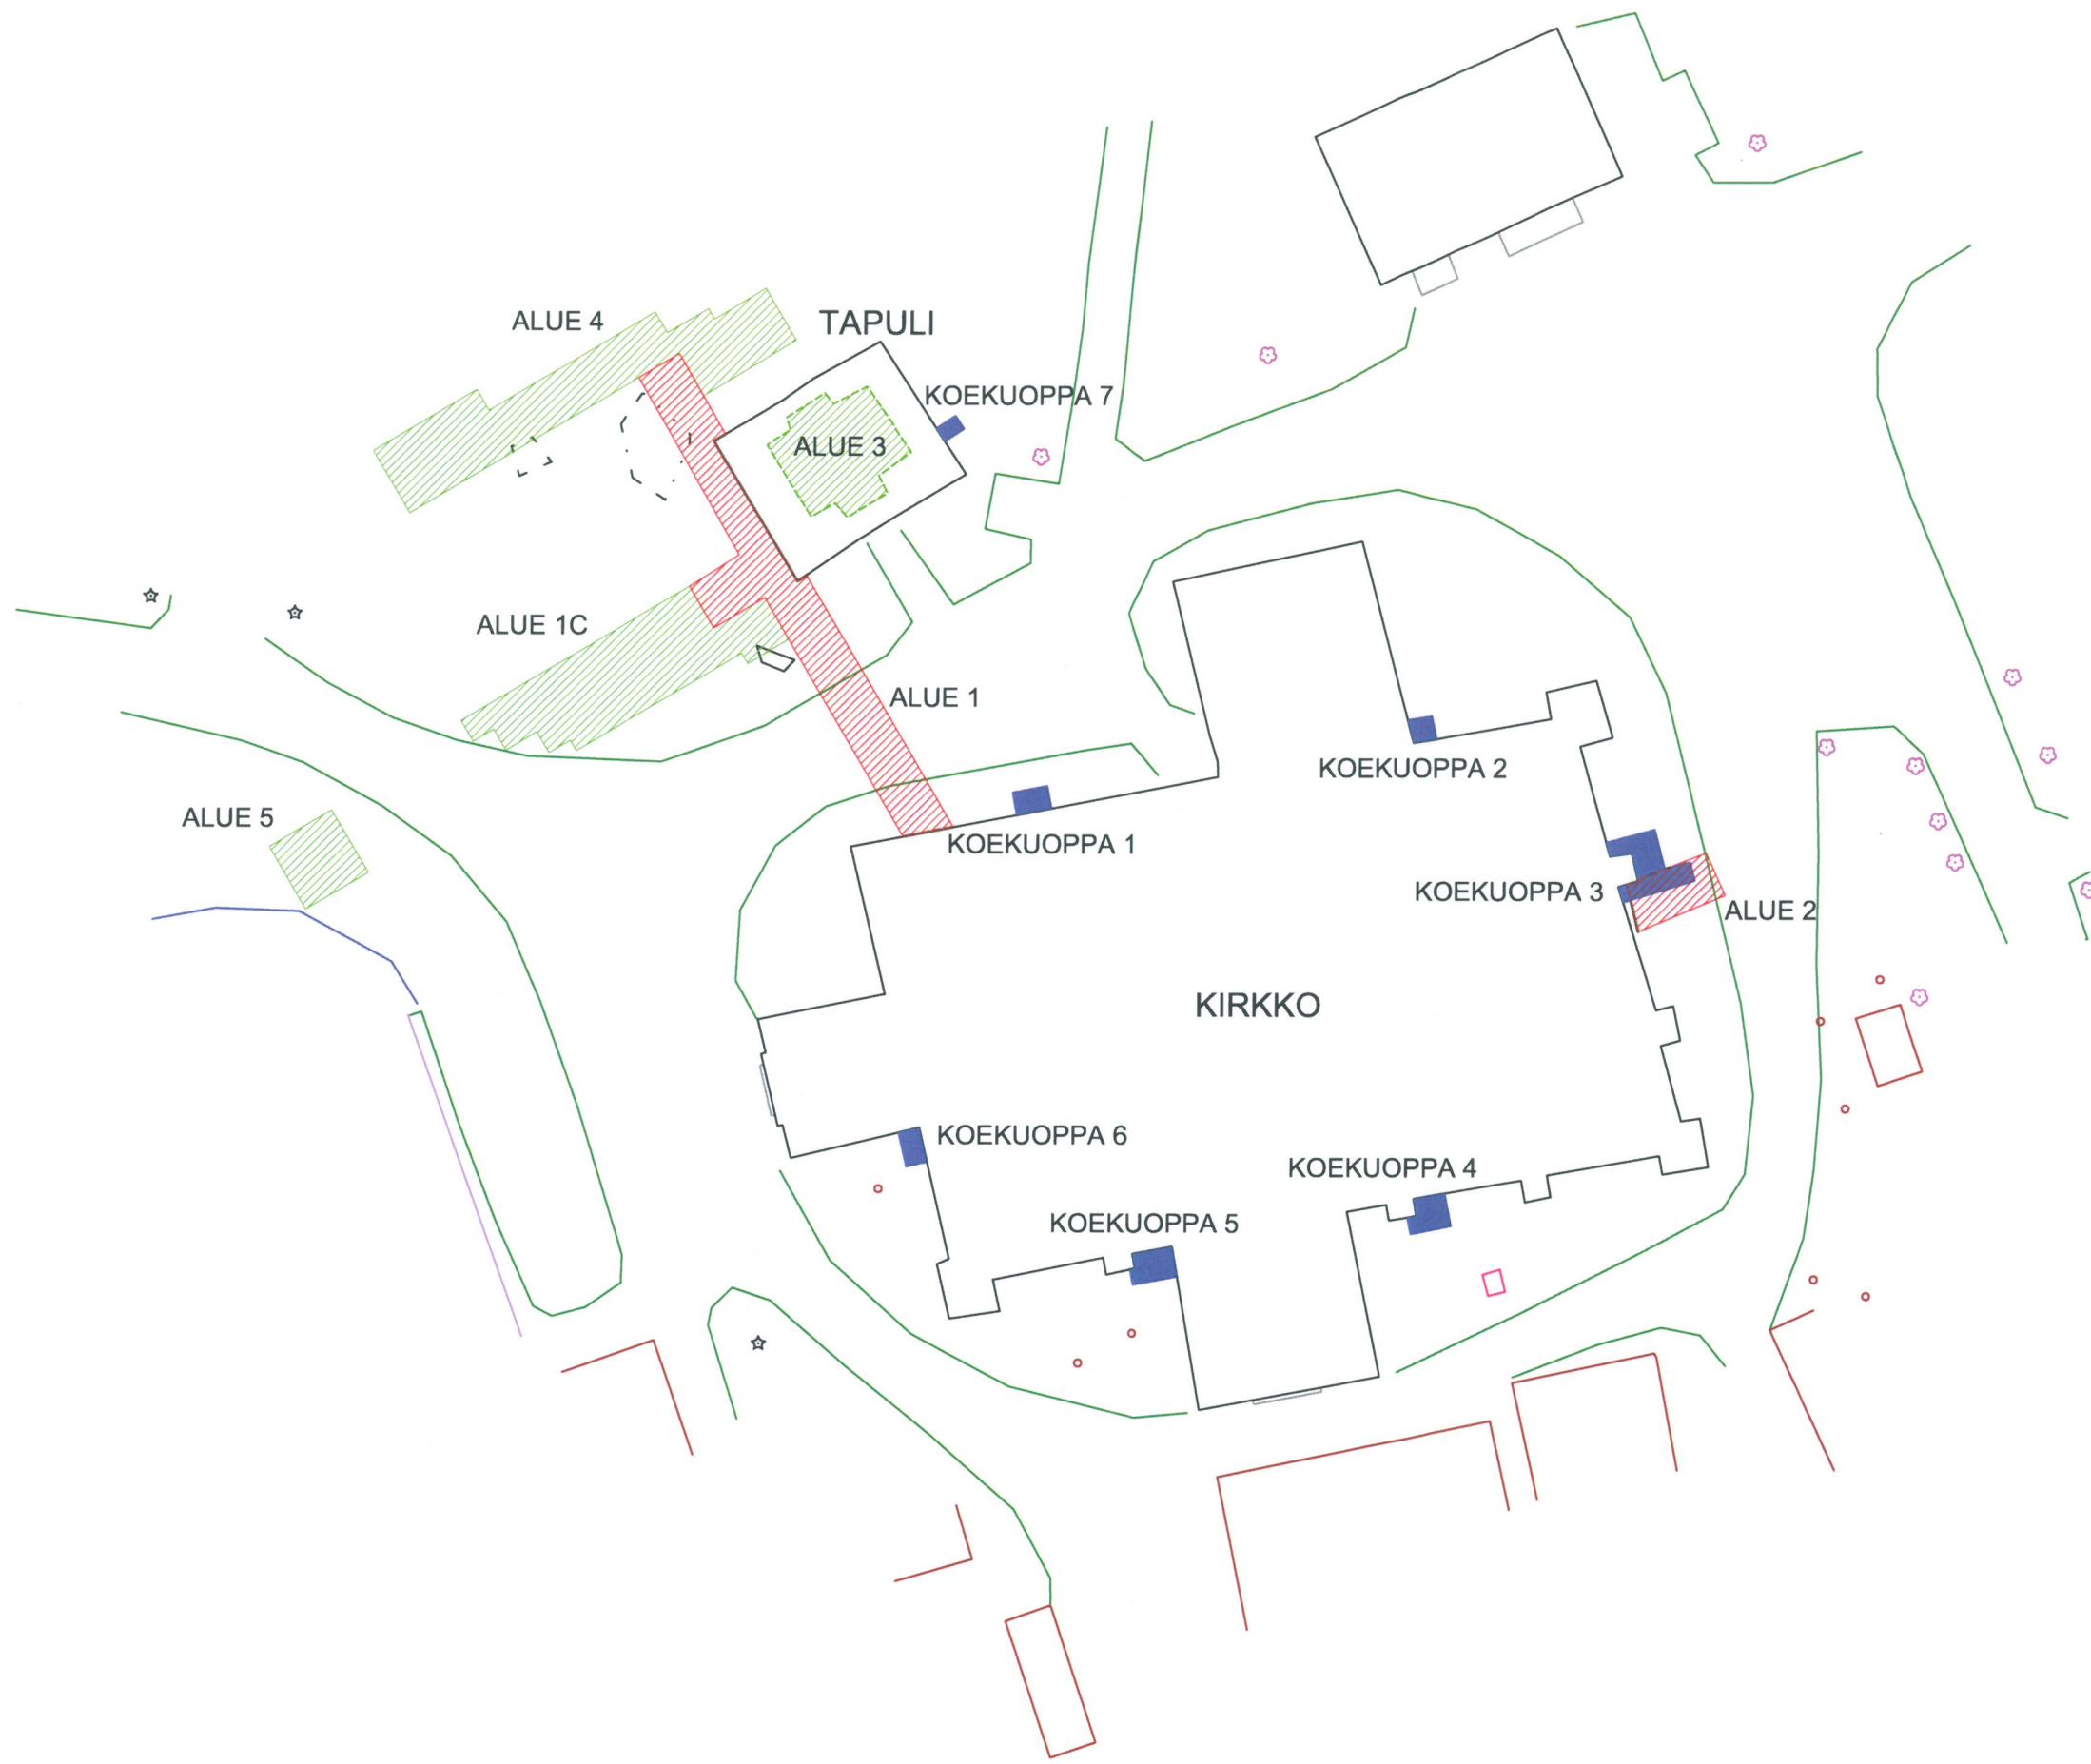 ALUE 4
TAPULI
KOEKUOPPA 7
ALUE 3
ALUE 1C
ALUE 1
KOEKUOPPA 2
ALUE 5
KOEKUOPPA 1
KOEKUOPPA 3
ALUE 2
KIRKKO
KOEKUOPPA 6
KOEKUOPPA 4
KOEKUOPPA 5